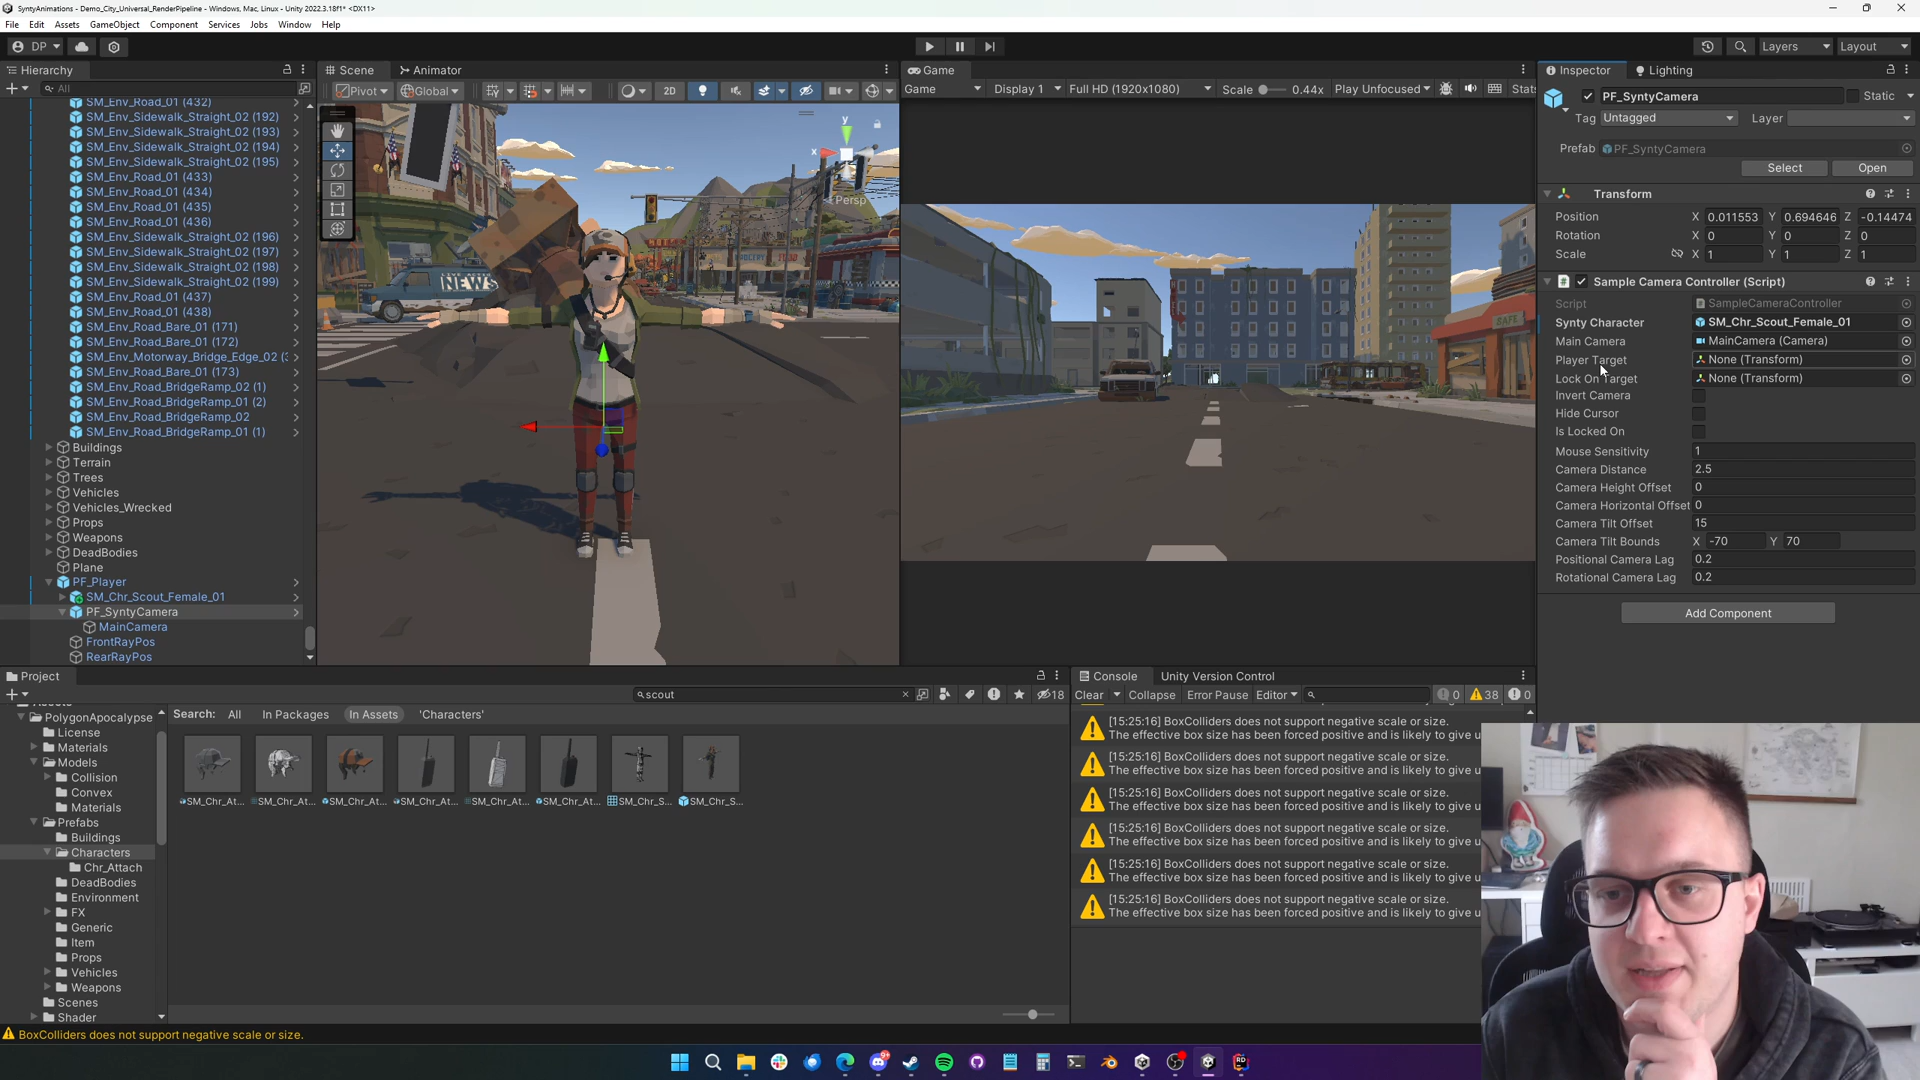 SyntyAnimations - Demo_City_Universal_RenderPipeline - Windows, Mac, Linux - Unity 2022.3.18f1* <DX11>
File Edit Assets GameObject Component Services Jobs Window Help
DP Layers Layout
Hierarchy
All
SM_Env_Road_01 (432)
SM_Env_Sidewalk_Straight_02 (192)
SM_Env_Sidewalk_Straight_02 (193)
SM_Env_Sidewalk_Straight_02 (194)
SM_Env_Sidewalk_Straight_02 (195)
SM_Env_Road_01 (433)
SM_Env_Road_01 (434)
SM_Env_Road_01 (435)
SM_Env_Road_01 (436)
SM_Env_Sidewalk_Straight_02 (196)
SM_Env_Sidewalk_Straight_02 (197)
SM_Env_Sidewalk_Straight_02 (198)
SM_Env_Sidewalk_Straight_02 (199)
SM_Env_Road_01 (437)
SM_Env_Road_01 (438)
SM_Env_Road_Bare_01 (171)
SM_Env_Road_Bare_01 (172)
SM_Env_Motorway_Bridge_Edge_02 (3
SM_Env_Road_Bare_01 (173)
SM_Env_Road_BridgeRamp_02 (1)
SM_Env_Road_BridgeRamp_01 (2)
SM_Env_Road_BridgeRamp_02
SM_Env_Road_BridgeRamp_01 (1)
Buildings
Terrain
Trees
Vehicles
Vehicles_Wrecked
Props
Weapons
DeadBodies
Plane
PF_Player
SM_Chr_Scout_Female_01
PF_SyntyCamera
MainCamera
FrontRayPos
RearRayPos
Scene Animator
Pivot Global 2D
y
x
Persp
NEWS
Game
Game Display 1 Full HD (1920x1080) Scale 0.44x Play Unfocused Stats
CAFE
Inspector Lighting
PF_SyntyCamera Static
Tag Untagged Layer
Prefab PF_SyntyCamera
Select Open
Transform
Position X 0.011553 Y 0.694646 Z -0.14474
Rotation X 0 Y 0 Z 0
Scale X 1 Y 1 Z 1
Sample Camera Controller (Script)
Script SampleCameraController
Synty Character SM_Chr_Scout_Female_01
Main Camera MainCamera (Camera)
Player Target None (Transform)
Lock On Target None (Transform)
Invert Camera
Hide Cursor
Is Locked On
Mouse Sensitivity 1
Camera Distance 2.5
Camera Height Offset 0
Camera Horizontal Offset 0
Camera Tilt Offset 15
Camera Tilt Bounds X -70 Y 70
Positional Camera Lag 0.2
Rotational Camera Lag 0.2
Add Component
Project
scout 18
PolygonApocalypse
License
Materials
Models
Collision
Convex
Materials
Prefabs
Buildings
Characters
Chr_Attach
DeadBodies
Environment
FX
Generic
Item
Props
Vehicles
Weapons
Scenes
Shader
Search: All In Packages In Assets 'Characters'
SM_Chr_At... SM_Chr_At... SM_Chr_At... SM_Chr_At... SM_Chr_At... SM_Chr_At... SM_Chr_S... SM_Chr_S...
Console Unity Version Control
Clear Collapse Error Pause Editor 0 38 0
[15:25:16] BoxColliders does not support negative scale or size.
The effective box size has been forced positive and is likely to give u
[15:25:16] BoxColliders does not support negative scale or size.
The effective box size has been forced positive and is likely to give u
[15:25:16] BoxColliders does not support negative scale or size.
The effective box size has been forced positive and is likely to give u
[15:25:16] BoxColliders does not support negative scale or size.
The effective box size has been forced positive and is likely to give u
[15:25:16] BoxColliders does not support negative scale or size.
The effective box size has been forced positive and is likely to give u
[15:25:16] BoxColliders does not support negative scale or size.
The effective box size has been forced positive and is likely to give u
BoxColliders does not support negative scale or size.